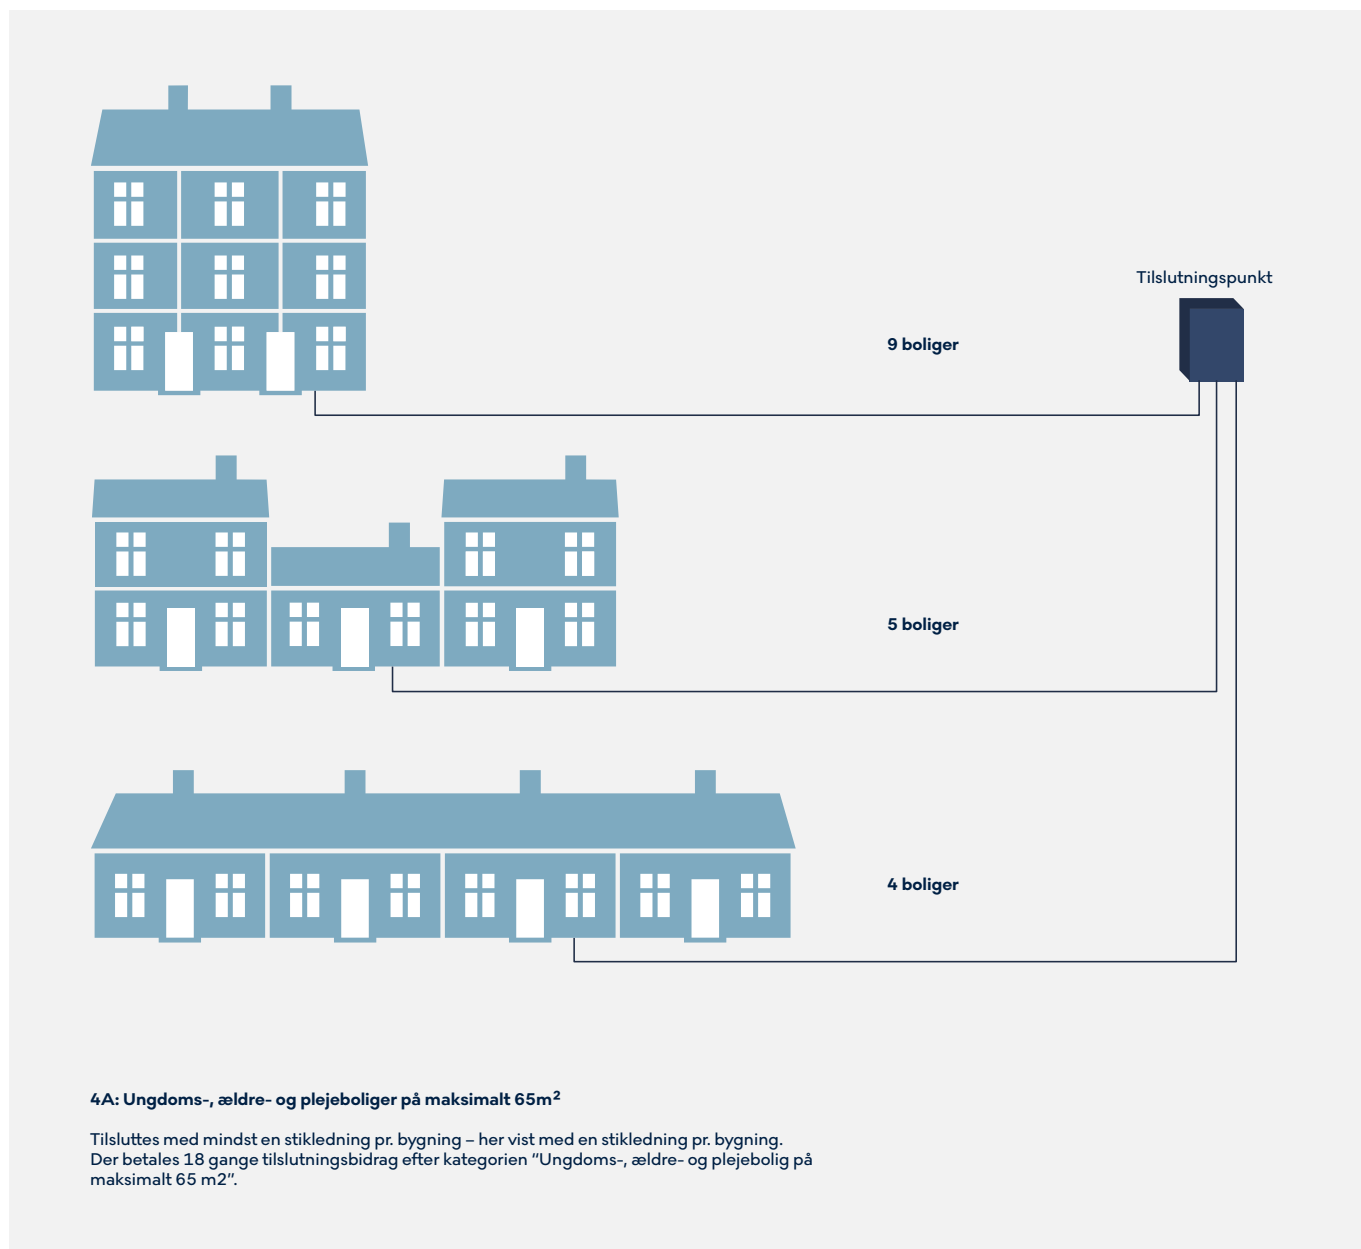 Tilslutningspunkt
9 boliger
5 boliger
4 boliger
4A: Ungdoms-, ældre- og plejeboliger på maksimalt 65m²
Tilsluttes med mindst en stikledning pr. bygning – her vist med en stikledning pr. bygning.
Der betales 18 gange tilslutningsbidrag efter kategorien ”Ungdoms-, ældre- og plejebolig på
maksimalt 65 m2”.